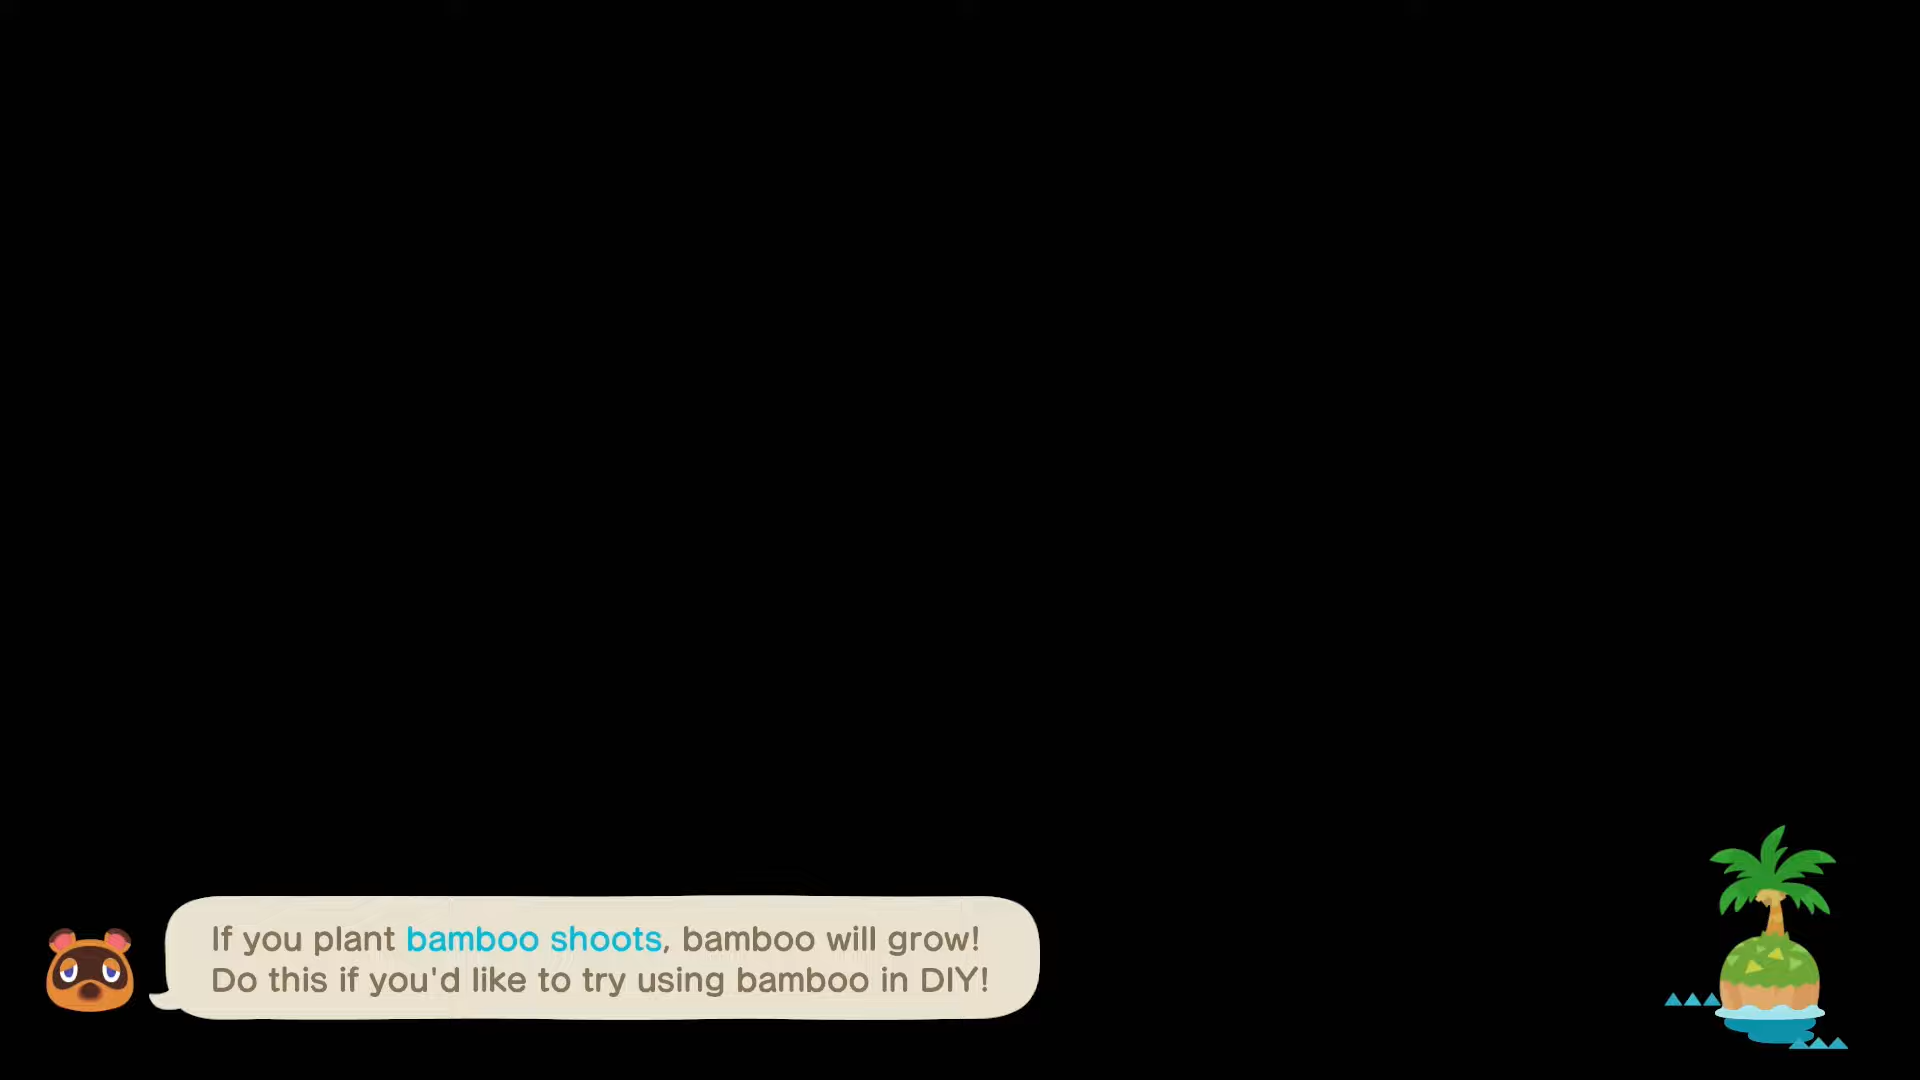 If you plant bamboo shoots, bamboo will grow!
Do this if you'd like to try using bamboo in DIY!